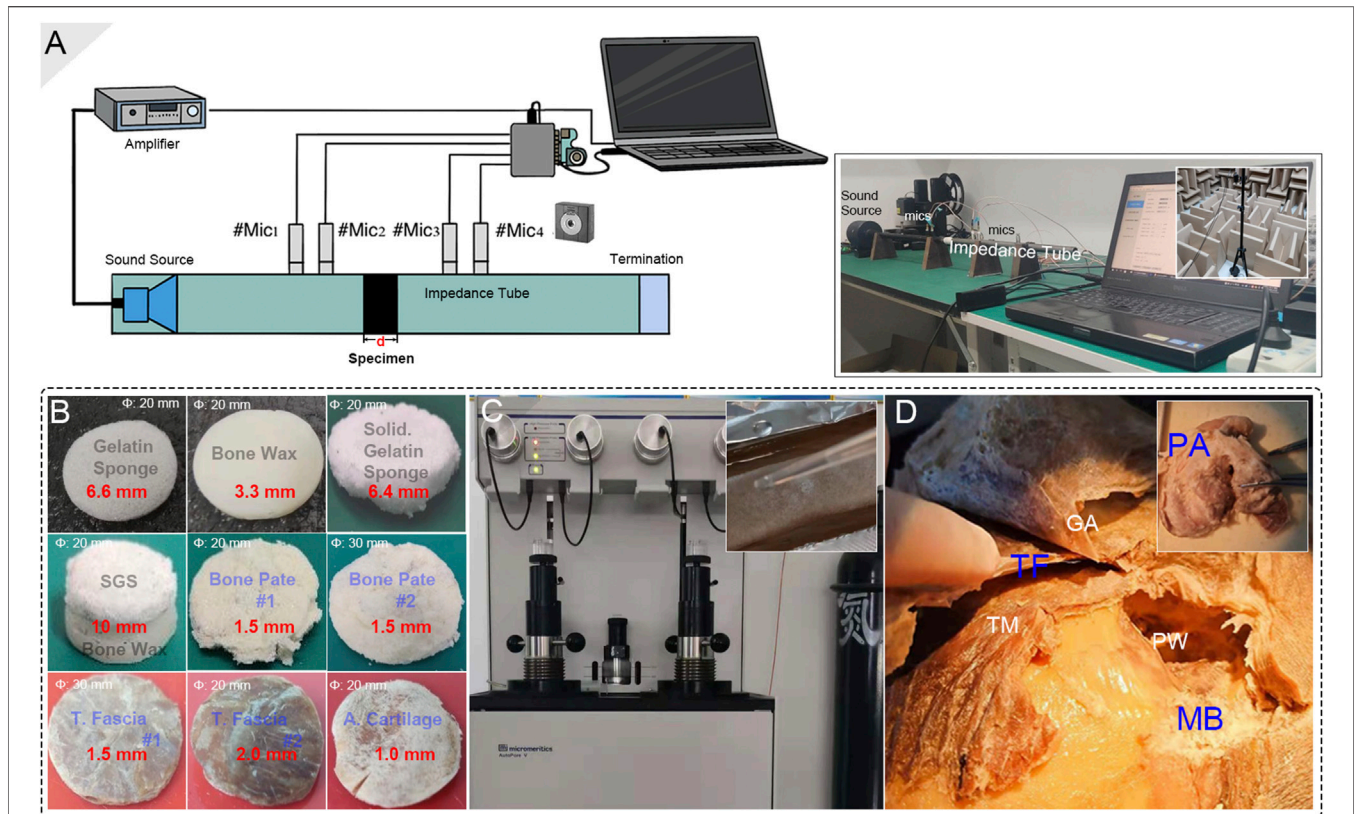 A
Amplifier
#Mic1
#Mic2
#Mic3
#Mic4
Sound Source
Impedance Tube
Termination
d
Specimen
Sound
Source
mics
mics
Impedance Tube
B
Φ: 20 mm
Gelatin
Sponge
6.6 mm
Φ: 20 mm
Bone Wax
3.3 mm
Φ: 20 mm
Solid.
Gelatin
Sponge
6.4 mm
Φ: 20 mm
SGS
10 mm
Bone Wax
Φ: 20 mm
Bone Pate
#1
1.5 mm
Φ: 30 mm
Bone Pate
#2
1.5 mm
Φ: 30 mm
T. Fascia
#1
1.5 mm
Φ: 20 mm
T. Fascia
#2
2.0 mm
Φ: 20 mm
A. Cartilage
1.0 mm
C
氮
micromeritics
AutoPore V
D
PA
GA
TF
TM
PW
MB